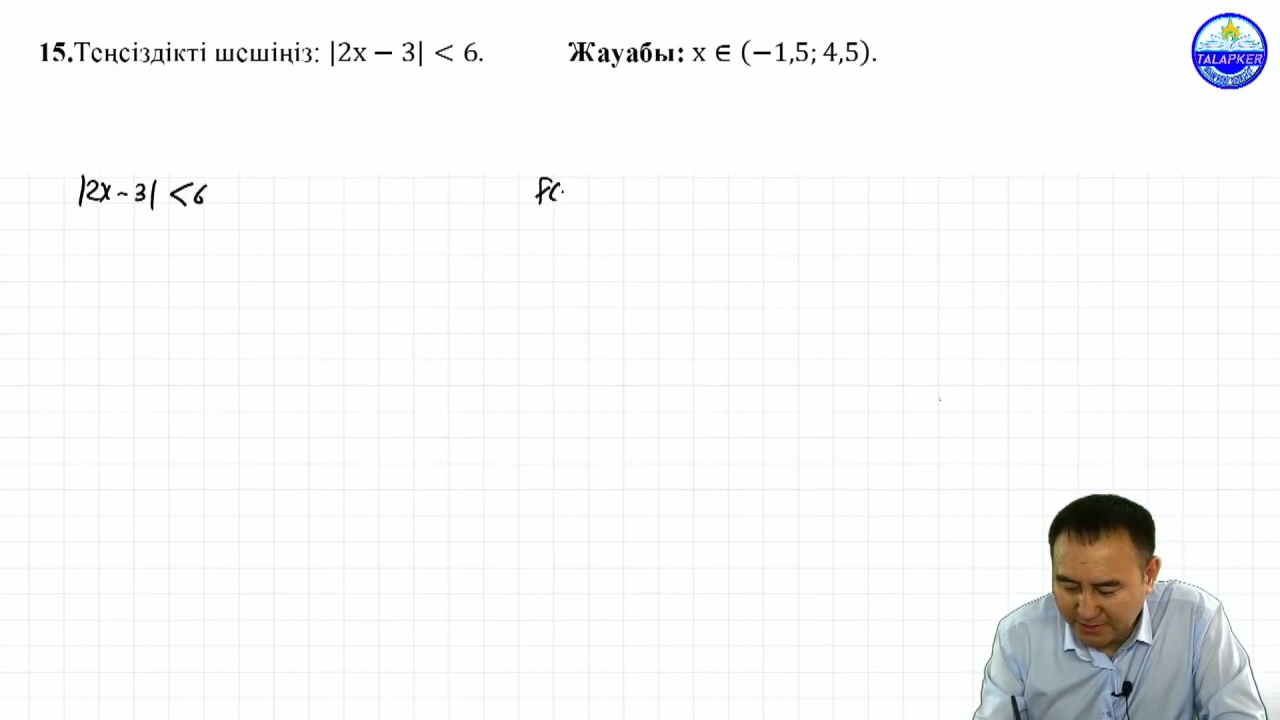 15.Теңсіздікті шешіңіз: |2x − 3| < 6. Жауабы: x ∈ (−1,5; 4,5).
TALAPKER
|2x - 3| < 6
f(